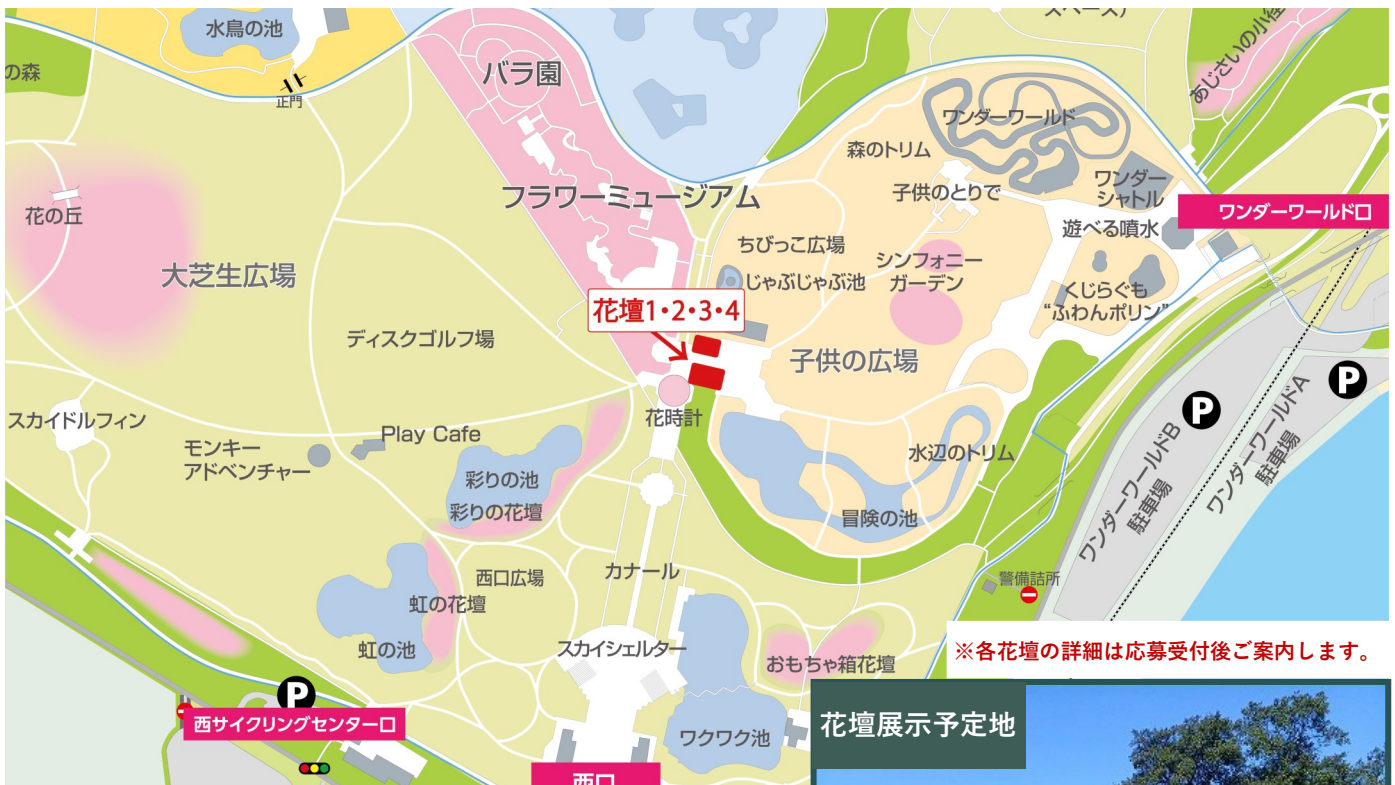 スペース）
水鳥の池
の森
正門
バラ園
あじさいの小径
ワンダーワールド
森のトリム
子供のとりで
ワンダー
シャトル
フラワーミュージアム
花の丘
ワンダーワールド口
遊べる噴水
ちびっこ広場
シンフォニー
ガーデン
じゃぶじゃぶ池
大芝生広場
くじらぐも
“ふわんポリン”
花壇1・2・3・4
ディスクゴルフ場
子供の広場
P
P
スカイドルフィン
花時計
Play Cafe
モンキー
アドベンチャー
ワンダーワールドB
駐車場
ワンダーワールドA
駐車場
水辺のトリム
彩りの池
彩りの花壇
冒険の池
西口広場
カナール
警備詰所
虹の花壇
虹の池
スカイシェルター
おもちゃ箱花壇
※各花壇の詳細は応募受付後ご案内します。
P
西サイクリングセンター口
花壇展示予定地
ワクワク池
西口